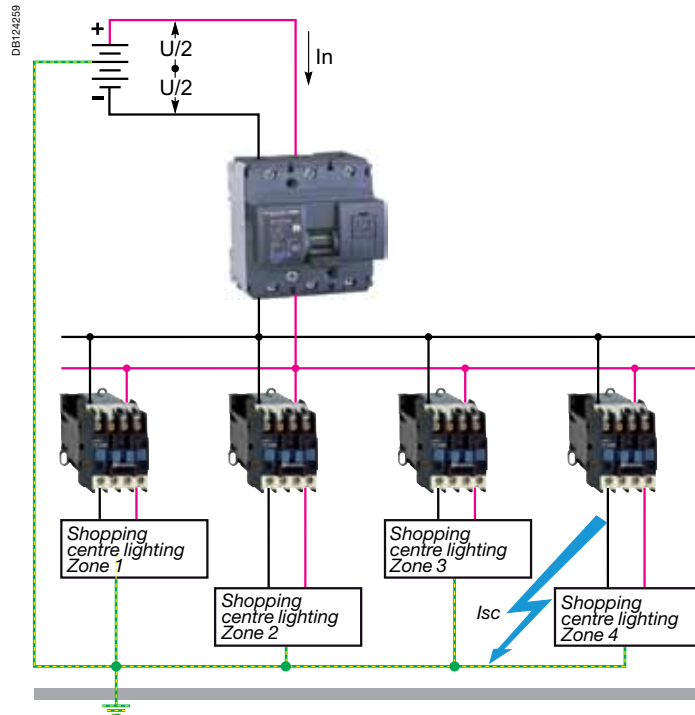 DB124259
+
U/2
U/2
–
In
Shopping
centre lighting
Zone 1
Shopping
centre lighting
Zone 2
Shopping
centre lighting
Zone 3
Isc
Shopping
centre lighting
Zone 4